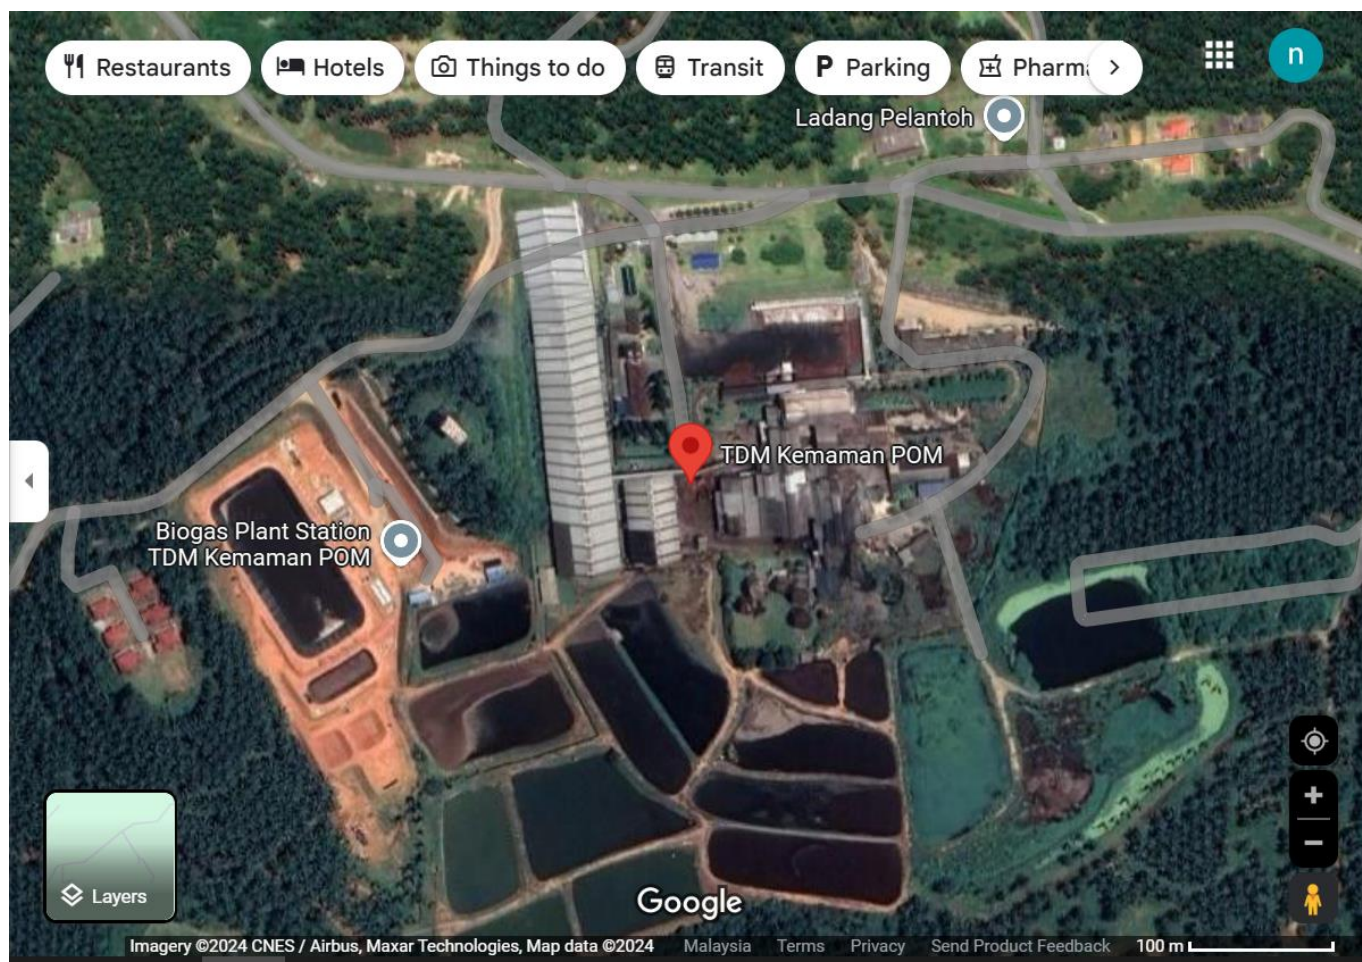 Restaurants
Hotels
Things to do
Transit
P Parking
Pharma
n
Ladang Pelantoh
TDM Kemaman POM
Biogas Plant Station
TDM Kemaman POM
Layers
Google
Imagery ©2024 CNES / Airbus, Maxar Technologies, Map data ©2024 Malaysia Terms Privacy Send Product Feedback 100 m